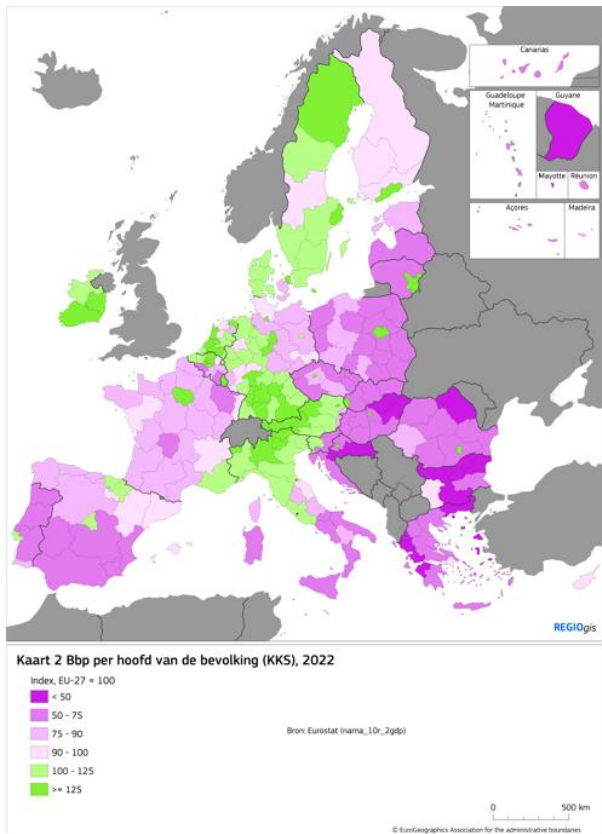 Canarias
Guadeloupe
Martinique
Guyane
Mayotte
Réunion
Açores
Madeira
REGIOgis
Kaart 2 Bbp per hoofd van de bevolking (KKS), 2022
Index, EU-27 = 100
< 50
50 - 75
75 - 90
90 - 100
100 - 125
>= 125
Bron: Eurostat (nama_10r_2gdp)
0 500 km
© EuroGeographics Association for the administrative boundaries